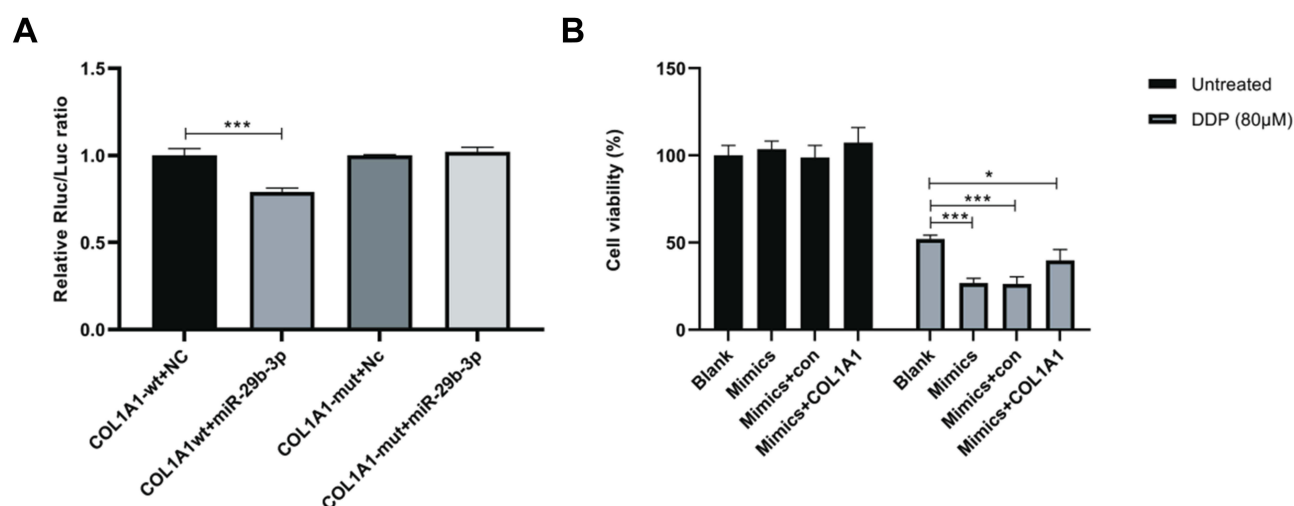 A
Relative Rluc/Luc ratio
1.5
1.0
0.5
0.0
***
COL1A1-wt+NC
COL1A1wt+miR-29b-3p
COL1A1-mut+Nc
COL1A1-mut+miR-29b-3p
B
Cell viability (%)
150
100
50
0
*
***
***
Blank
Mimics
Mimics+con
Mimics+COL1A1
Blank
Mimics
Mimics+con
Mimics+COL1A1
Untreated
DDP (80μM)